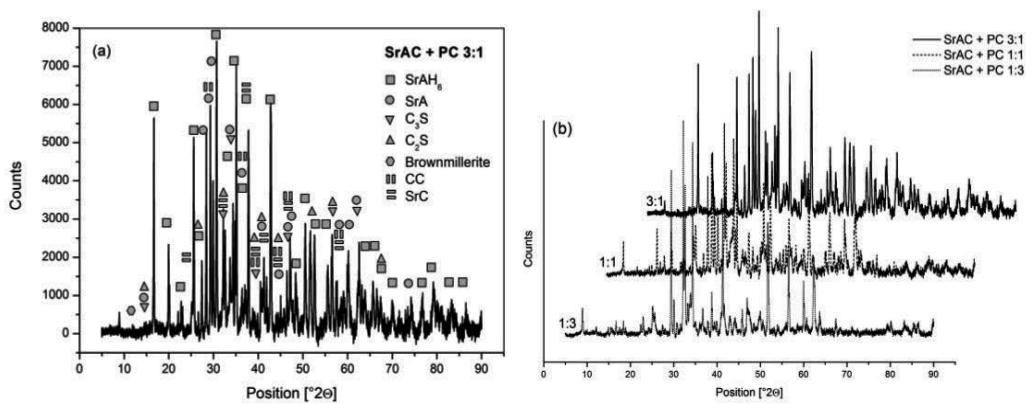 (a)
SrAC + PC 3:1
SrAH6
SrA
C3S
C2S
Brownmillerite
CC
SrC
Counts
8000
7000
6000
5000
4000
3000
2000
1000
0
0 10 20 30 40 50 60 70 80 90 100
Position [°2Θ]
(b)
SrAC + PC 3:1
SrAC + PC 1:1
SrAC + PC 1:3
3:1
1:1
1:3
Counts
0 10 20 30 40 50 60 70 80 90
Position [°2Θ]